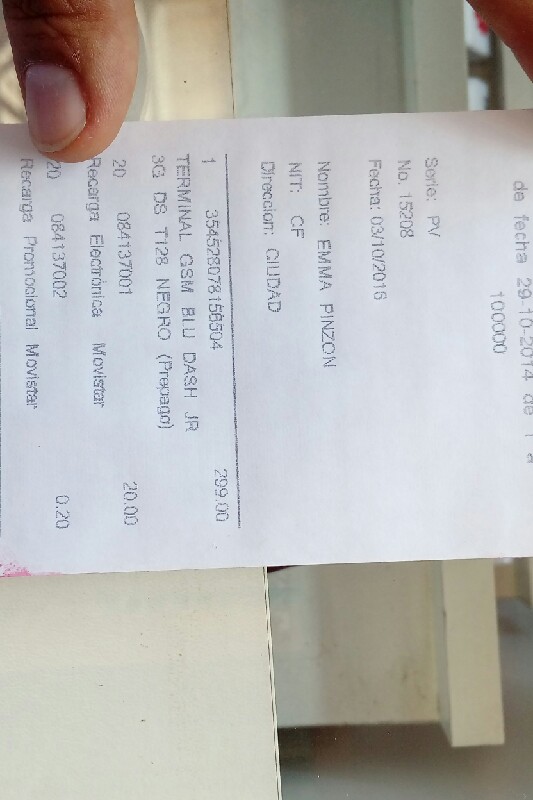 de fecha 29-10-2014 de 1 a
100000
Serie: PV
No. 15208
Fecha: 03/10/2016
Nombre: EMMA PINZON
NIT: CF
Direccion: CIUDAD
1 354528078156504 299.00
TERMINAL GSM BLU DASH JR
3G DS T128 NEGRO (Prepago)
20 084137001 20.00
Recarga Electrónica Movistar
20 084137002 0.20
Recarga Promosional Movistar